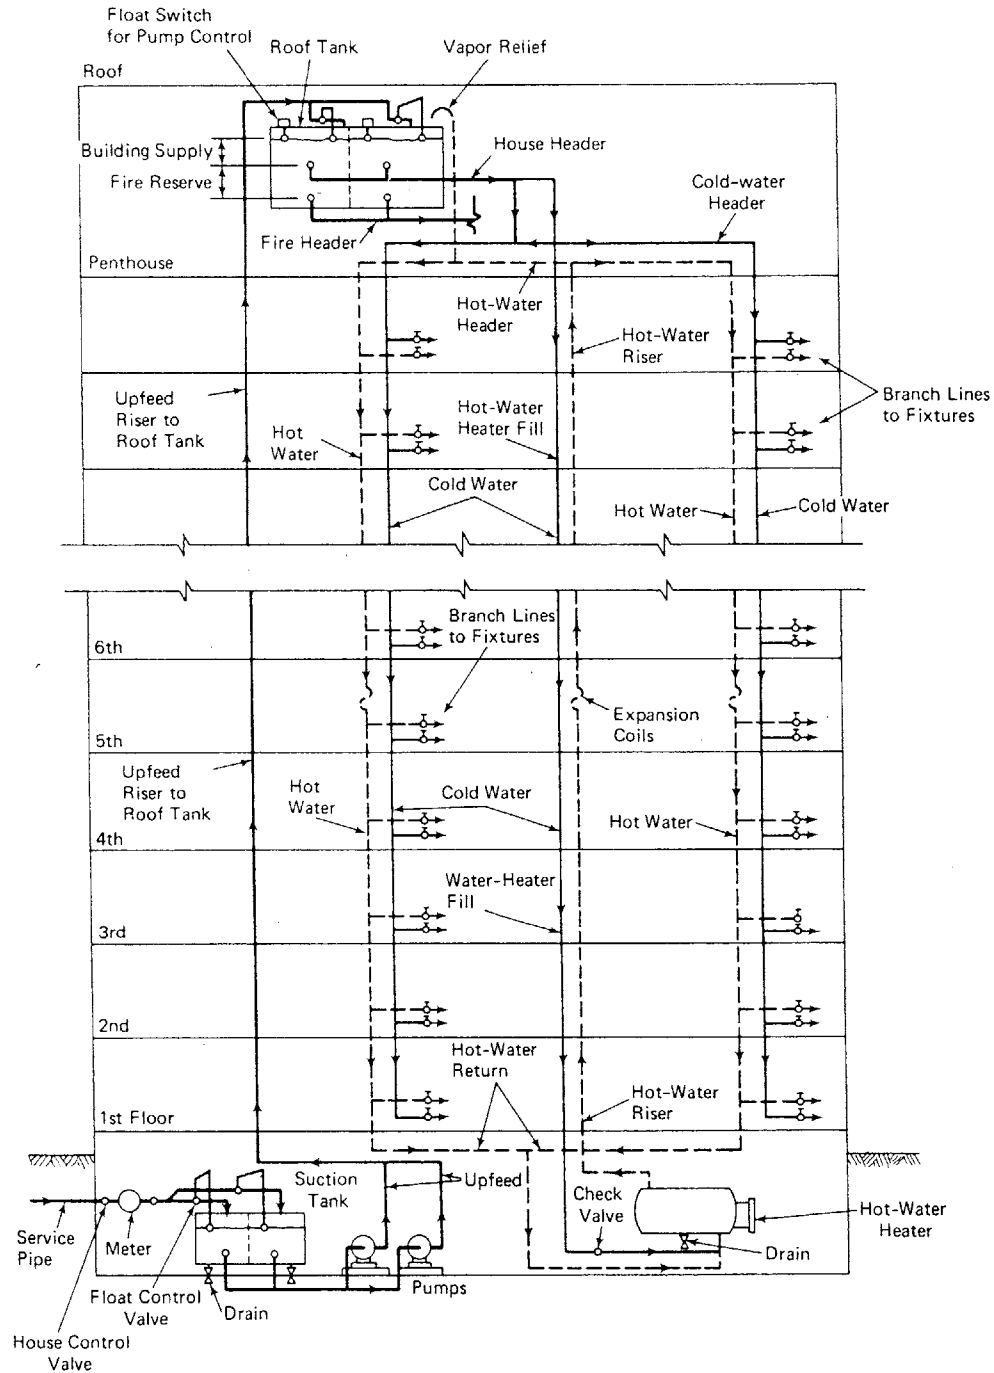 Float Switch
for Pump Control
Roof Tank
Vapor Relief
Roof
Building Supply
Fire Reserve
House Header
Cold-water
Header
Fire Header
Penthouse
Hot-Water
Header
Hot-Water
Riser
Upfeed
Riser to
Roof Tank
Hot
Water
Hot-Water
Heater Fill
Branch Lines
to Fixtures
Cold Water
Hot Water
Cold Water
Branch Lines
to Fixtures
6th
Expansion
Coils
5th
Upfeed
Riser to
Roof Tank
Hot
Water
Cold Water
Hot Water
4th
Water-Heater
Fill
3rd
2nd
Hot-Water
Return
Hot-Water
Riser
1st Floor
Suction
Tank
Upfeed
Check
Valve
Hot-Water
Heater
Service
Pipe
Meter
Drain
Float Control
Valve
Drain
Pumps
House Control
Valve